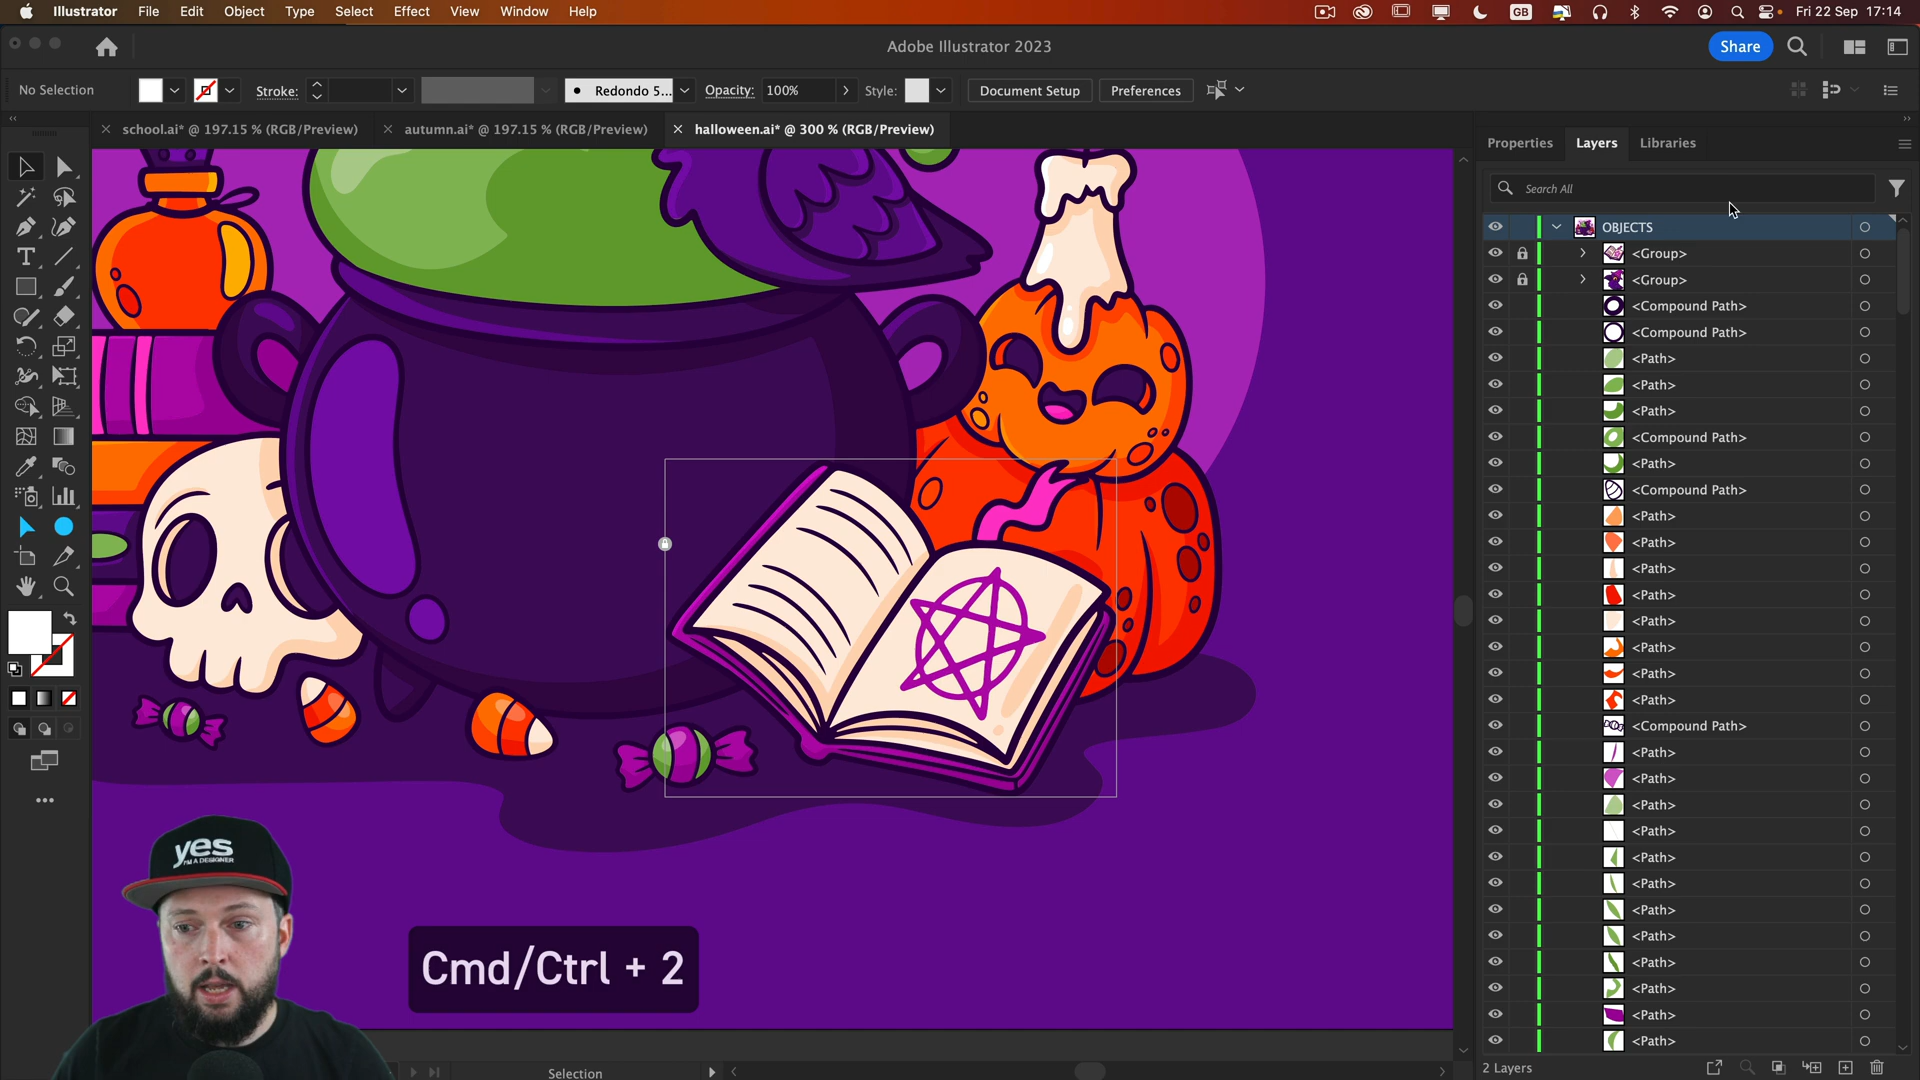 Illustrator File Edit Object Type Select Effect View Window Help
GB
Fri 22 Sep 17:14
Adobe Illustrator 2023
Share
No Selection
Stroke:
Redondo 5...
Opacity: 100%
Style:
Document Setup
Preferences
school.ai* @ 197.15 % (RGB/Preview)
autumn.ai* @ 197.15 % (RGB/Preview)
halloween.ai* @ 300 % (RGB/Preview)
Properties Layers Libraries
Search All
OBJECTS
<Group>
<Group>
<Compound Path>
<Compound Path>
<Path>
<Path>
<Path>
<Compound Path>
<Path>
<Compound Path>
<Path>
<Path>
<Path>
<Path>
<Path>
<Path>
<Path>
<Path>
<Compound Path>
<Path>
<Path>
<Path>
<Path>
<Path>
<Path>
<Path>
<Path>
<Path>
<Path>
<Path>
<Path>
yes
I'M A DESIGNER
Cmd/Ctrl + 2
Selection
2 Layers